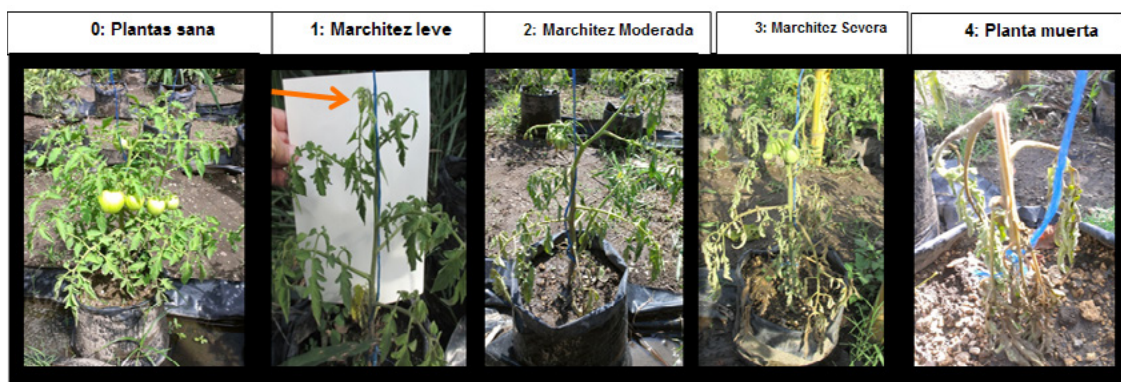 0: Plantas sana
1: Marchitez leve
2: Marchitez Moderada
3: Marchitez Severa
4: Planta muerta